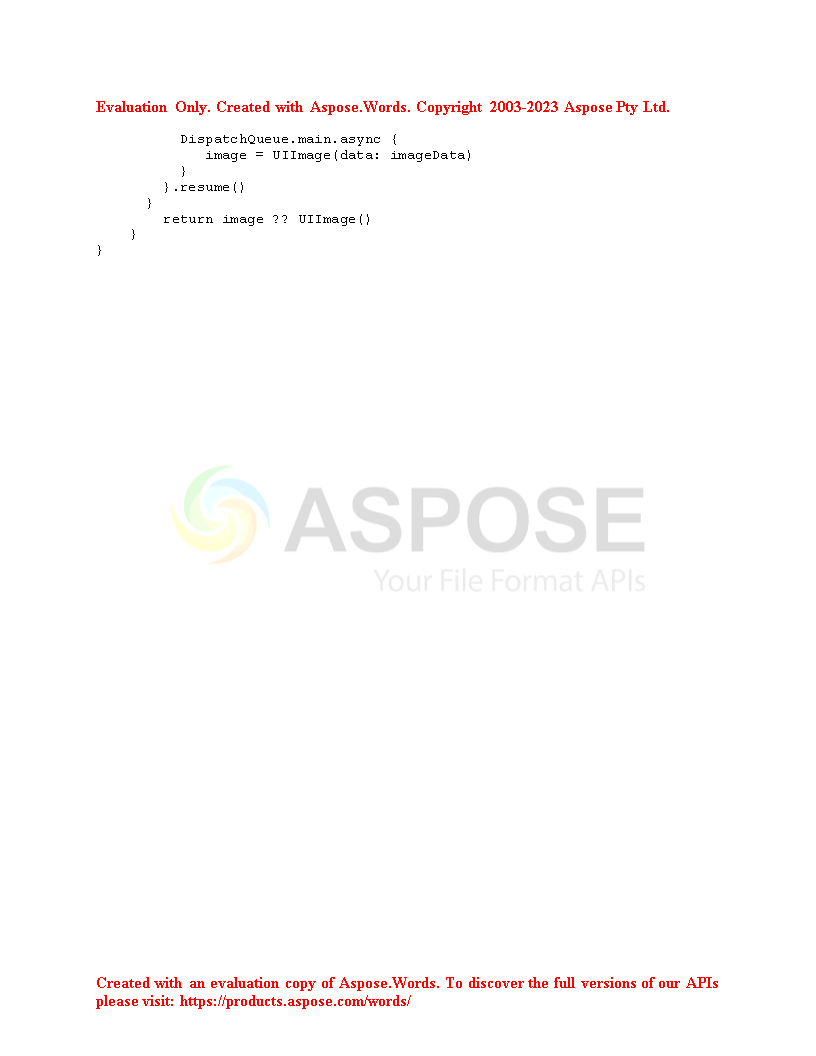 Evaluation Only. Created with Aspose.Words. Copyright 2003-2023 Aspose Pty Ltd.
DispatchQueue.main.async {
image = UIImage(data: imageData)
}
}.resume()
}
return image ?? UIImage()
}
}
ASPOSE
Your File Format APIs
Created with an evaluation copy of Aspose.Words. To discover the full versions of our APIs
please visit: https://products.aspose.com/words/